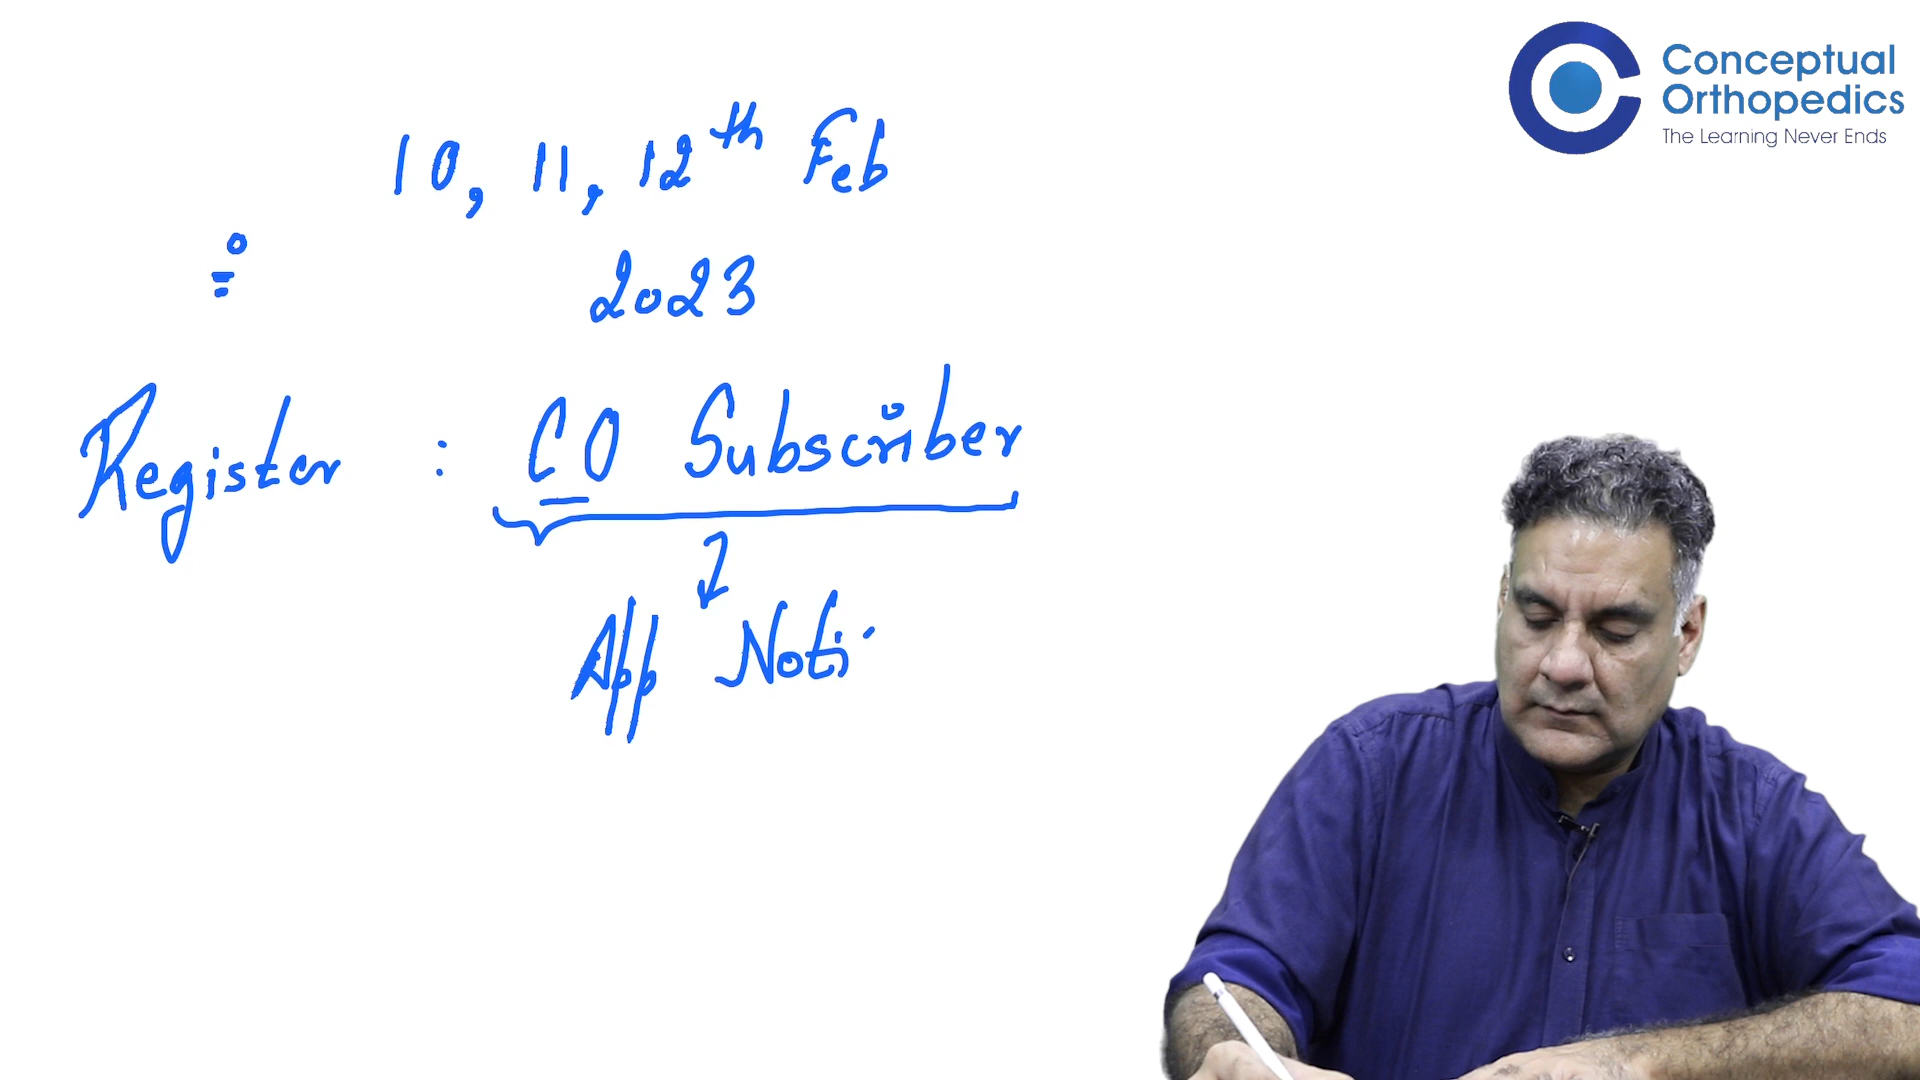 Conceptual
Orthopedics
The Learning Never Ends
10, 11, 12th Feb
2023
Register : CO Subscriber
App Noti